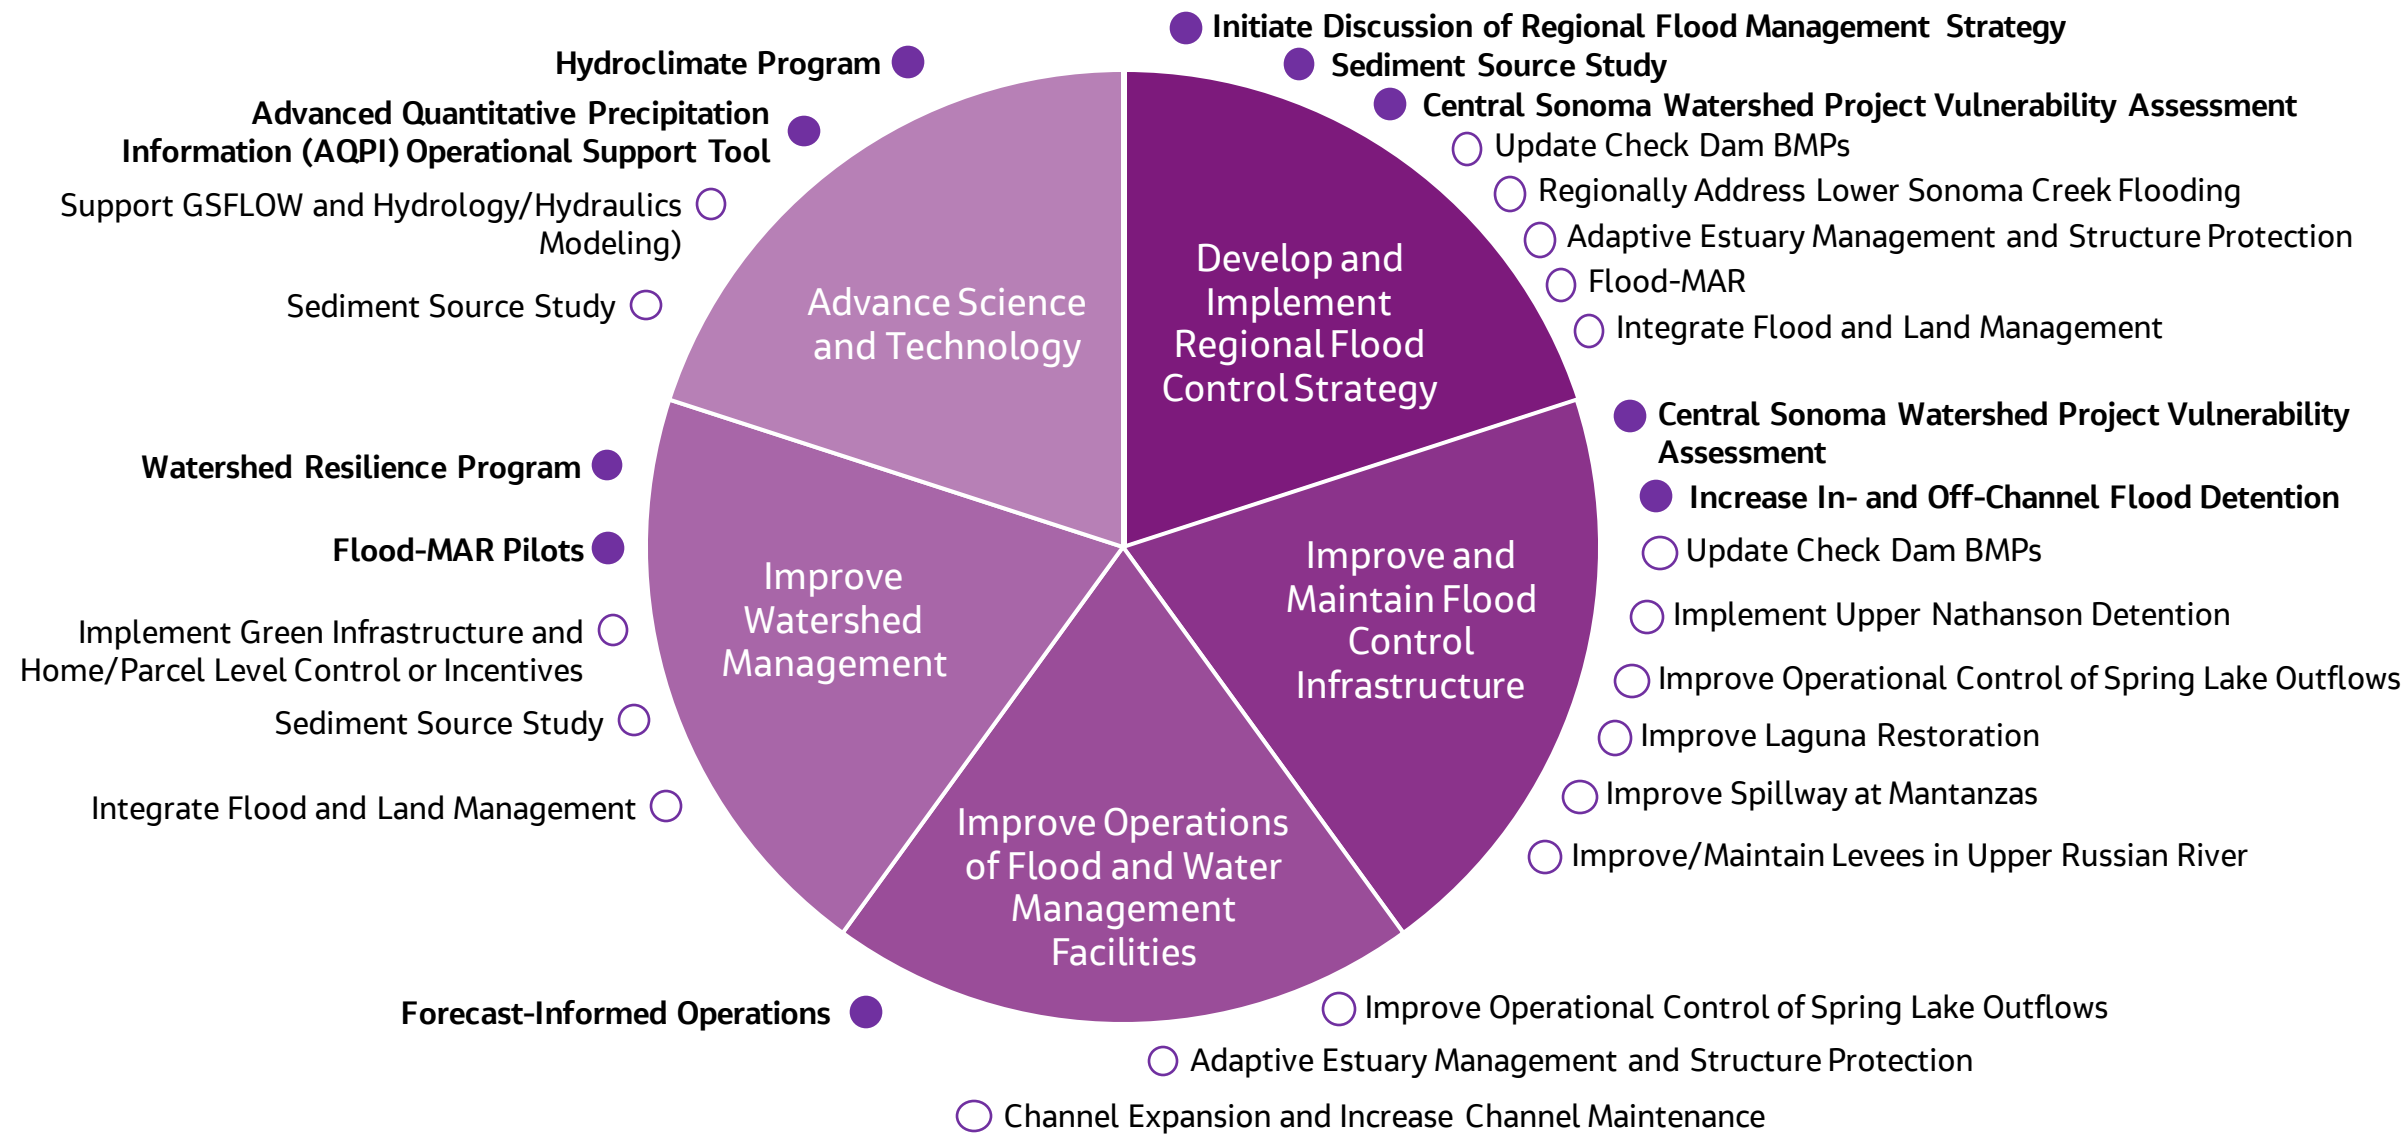 Initiate Discussion of Regional Flood Management Strategy
Sediment Source Study
Central Sonoma Watershed Project Vulnerability Assessment
Update Check Dam BMPs
Regionally Address Lower Sonoma Creek Flooding
Adaptive Estuary Management and Structure Protection
Flood-MAR
Integrate Flood and Land Management
Develop and
Implement
Regional Flood
Control Strategy
Central Sonoma Watershed Project Vulnerability
Assessment
Increase In- and Off-Channel Flood Detention
Update Check Dam BMPs
Implement Upper Nathanson Detention
Improve Operational Control of Spring Lake Outflows
Improve Laguna Restoration
Improve Spillway at Mantanzas
Improve/Maintain Levees in Upper Russian River
Improve and
Maintain Flood
Control
Infrastructure
Improve Operations
of Flood and Water
Management
Facilities
Improve Operational Control of Spring Lake Outflows
Adaptive Estuary Management and Structure Protection
Channel Expansion and Increase Channel Maintenance
Forecast-Informed Operations
Improve
Watershed
Management
Watershed Resilience Program
Flood-MAR Pilots
Implement Green Infrastructure and
Home/Parcel Level Control or Incentives
Sediment Source Study
Integrate Flood and Land Management
Advance Science
and Technology
Hydroclimate Program
Advanced Quantitative Precipitation
Information (AQPI) Operational Support Tool
Support GSFLOW and Hydrology/Hydraulics
Modeling)
Sediment Source Study